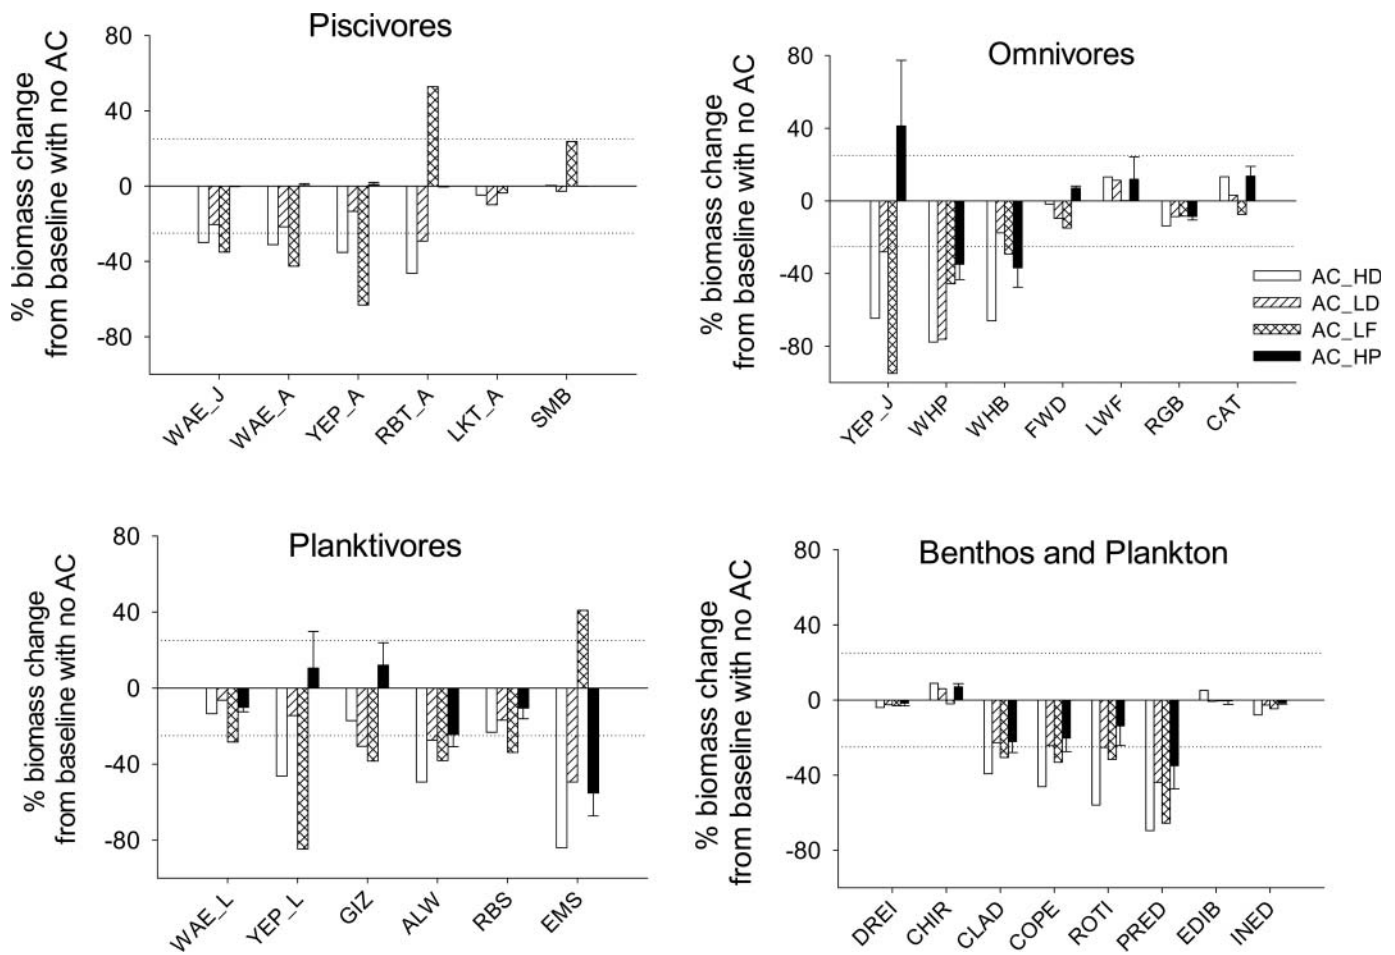 Piscivores
% biomass change
from baseline with no AC
80
40
0
-40
-80
WAE_J
WAE_A
YEP_A
RBT_A
LKT_A
SMB
Omnivores
% biomass change
from baseline with no AC
80
40
0
-40
-80
YEP_J
WHP
WHB
FWD
LWF
RGB
CAT
AC_HD
AC_LD
AC_LF
AC_HP
Planktivores
% biomass change
from baseline with no AC
80
40
0
-40
-80
WAE_L
YEP_L
GIZ
ALW
RBS
EMS
Benthos and Plankton
% biomass change
from baseline with no AC
80
40
0
-40
-80
DREI
CHIR
CLAD
COPE
ROTI
PRED
EDIB
INED